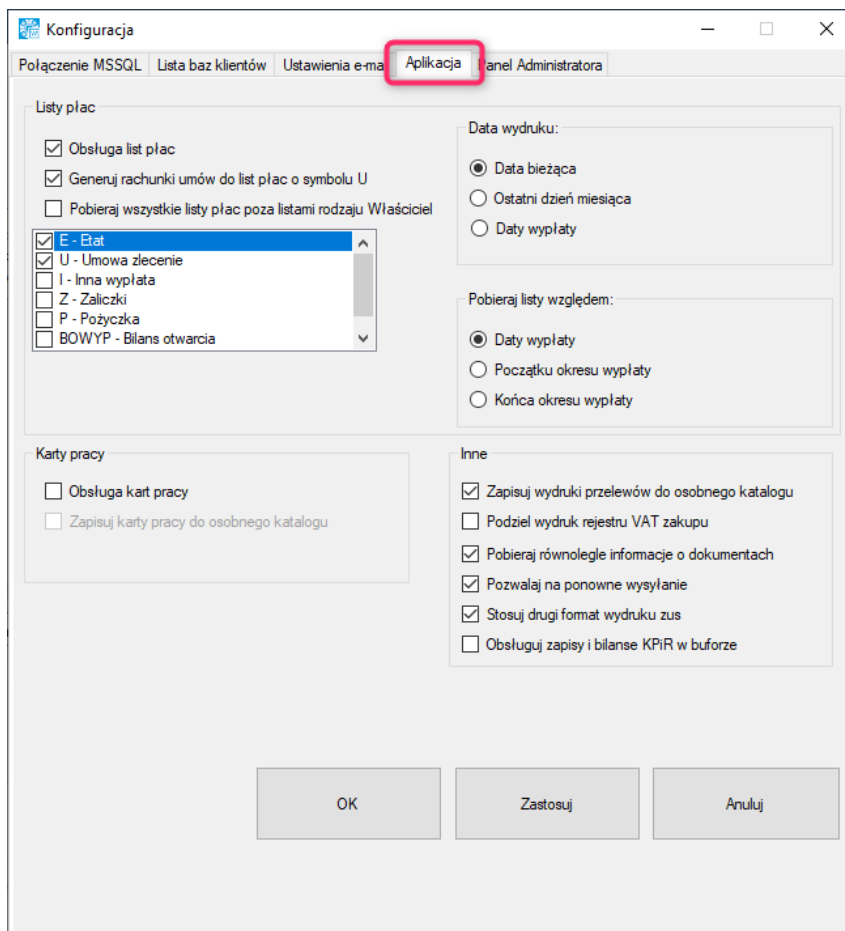 Konfiguracja
Połączenie MSSQL
Lista baz klientów
Ustawienia e-ma
Aplikacja
Panel Administratora
Listy płac
Obsługa list płac
Generuj rachunki umów do list płac o symbolu U
Pobieraj wszystkie listy płac poza listami rodzaju Właściciel
E - Etat
U - Umowa zlecenie
I - Inna wypłata
Z - Zaliczki
P - Pożyczka
BOWYP - Bilans otwarcia
Data wydruku:
Data bieżąca
Ostatni dzień miesiąca
Daty wypłaty
Pobieraj listy względem:
Daty wypłaty
Początku okresu wypłaty
Końca okresu wypłaty
Karty pracy
Obsługa kart pracy
Zapisuj karty pracy do osobnego katalogu
Inne
Zapisuj wydruki przelewów do osobnego katalogu
Podziel wydruk rejestru VAT zakupu
Pobieraj równolegle informacje o dokumentach
Pozwalaj na ponowne wysyłanie
Stosuj drugi format wydruku zus
Obsługuj zapisy i bilanse KPiR w buforze
OK
Zastosuj
Anuluj